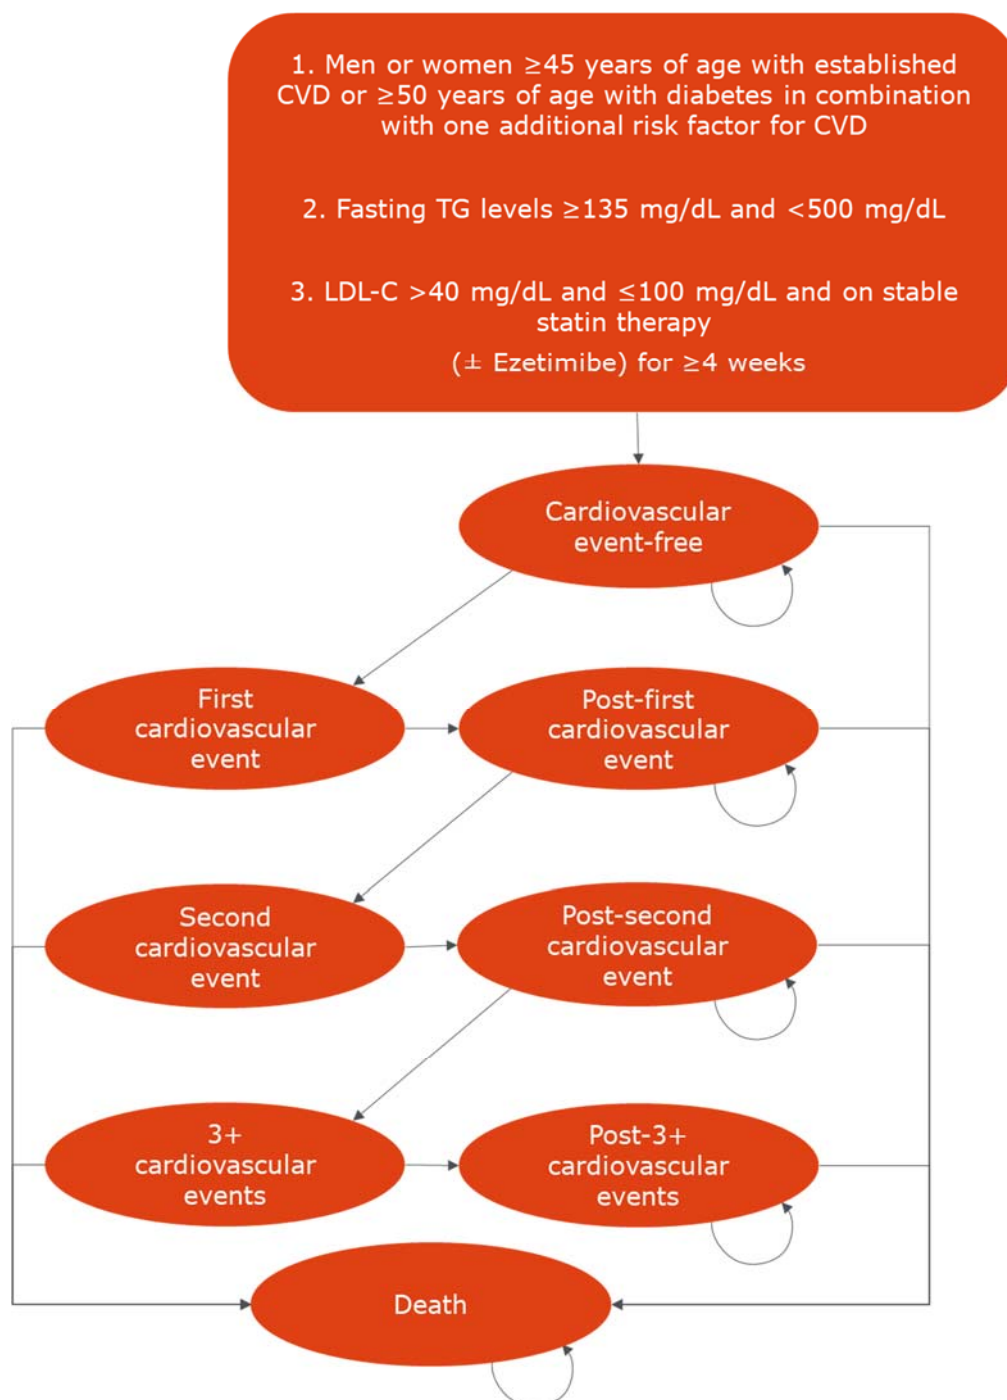 1. Men or women ≥45 years of age with established
CVD or ≥50 years of age with diabetes in combination
with one additional risk factor for CVD
2. Fasting TG levels ≥135 mg/dL and <500 mg/dL
3. LDL-C >40 mg/dL and ≤100 mg/dL and on stable
statin therapy
(± Ezetimibe) for ≥4 weeks
Cardiovascular
event-free
First
cardiovascular
event
Post-first
cardiovascular
event
Second
cardiovascular
event
Post-second
cardiovascular
event
3+
cardiovascular
events
Post-3+
cardiovascular
events
Death